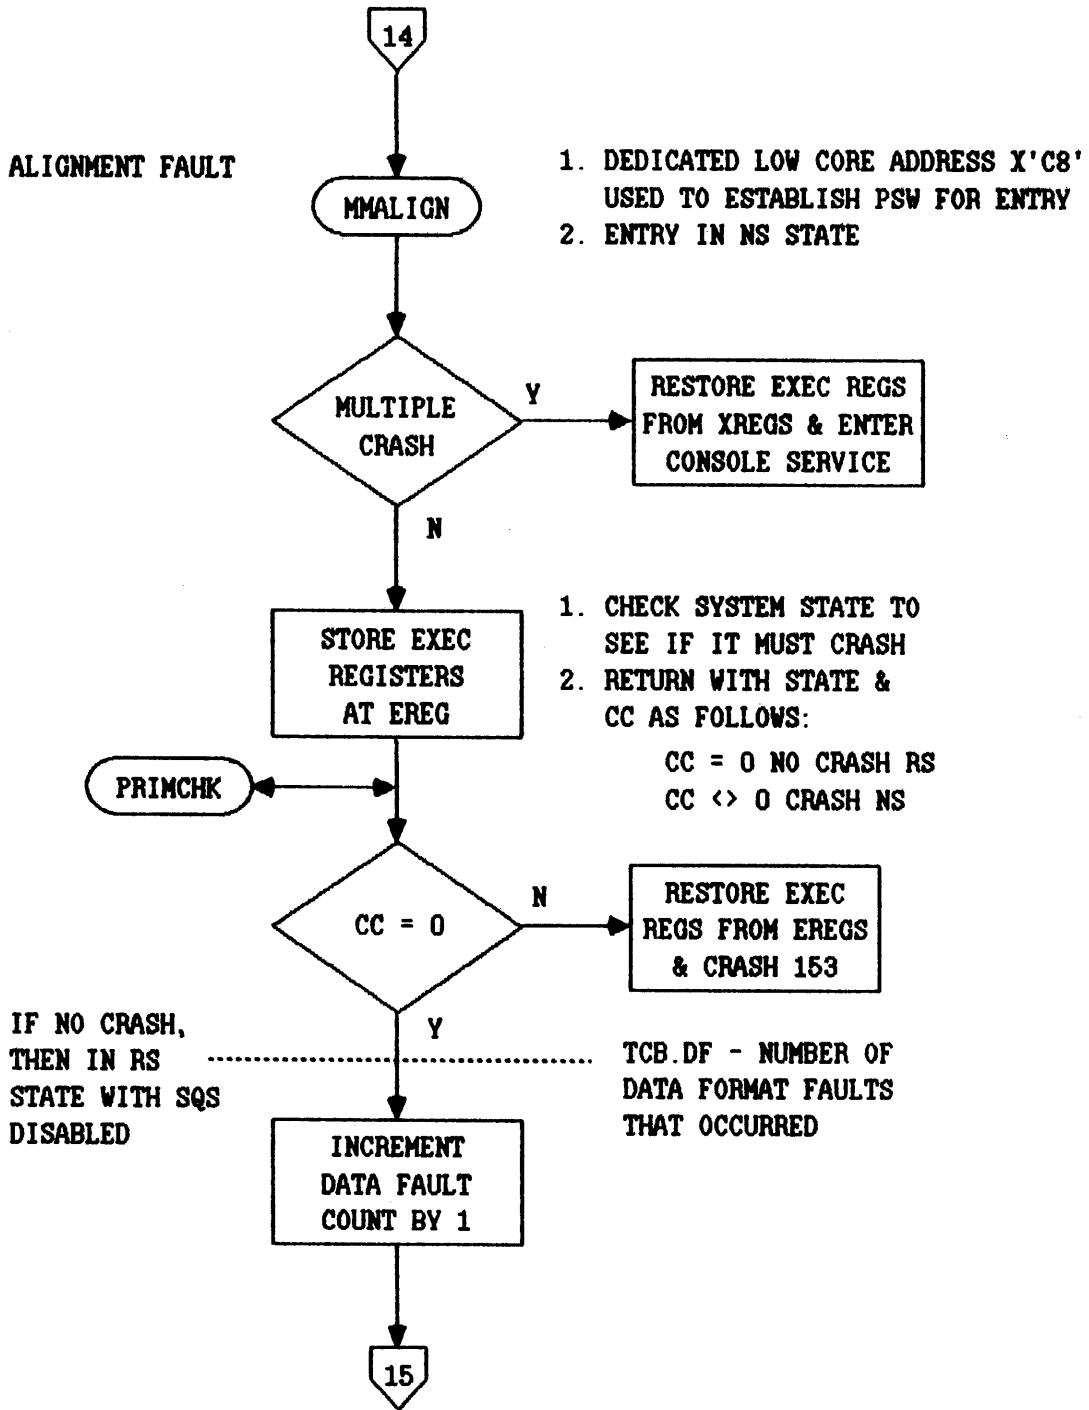 14
ALIGNMENT FAULT
1. DEDICATED LOW CORE ADDRESS X'C8'
USED TO ESTABLISH PSW FOR ENTRY
2. ENTRY IN NS STATE
MMALIGN
MULTIPLE
CRASH
Y
RESTORE EXEC REGS
FROM XREGS & ENTER
CONSOLE SERVICE
N
STORE EXEC
REGISTERS
AT EREG
1. CHECK SYSTEM STATE TO
SEE IF IT MUST CRASH
2. RETURN WITH STATE &
CC AS FOLLOWS:
CC = 0 NO CRASH RS
CC <> 0 CRASH NS
PRIMCHK
CC = 0
N
RESTORE EXEC
REGS FROM EREGS
& CRASH 153
Y
IF NO CRASH,
THEN IN RS
STATE WITH SQS
DISABLED
TCB.DF - NUMBER OF
DATA FORMAT FAULTS
THAT OCCURRED
INCREMENT
DATA FAULT
COUNT BY 1
15